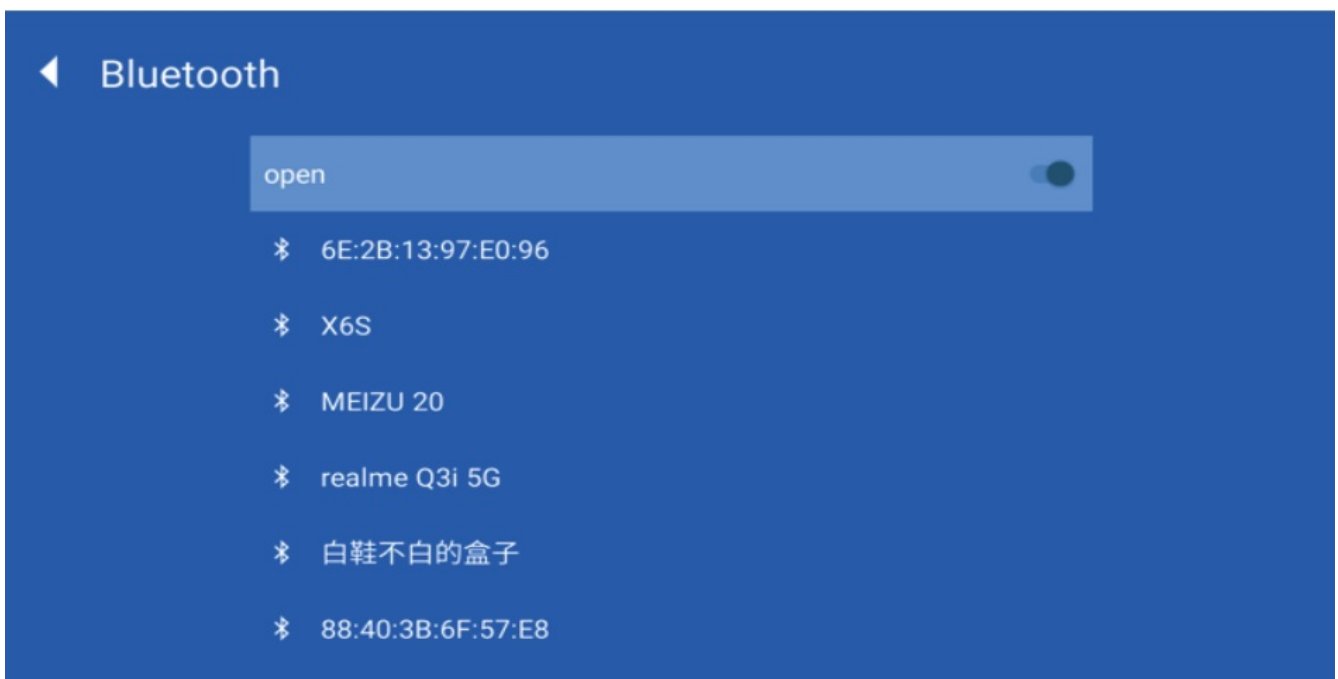 Bluetooth
open
6E:2B:13:97:E0:96
X6S
MEIZU 20
realme Q3i 5G
白鞋不白的盒子
88:40:3B:6F:57:E8